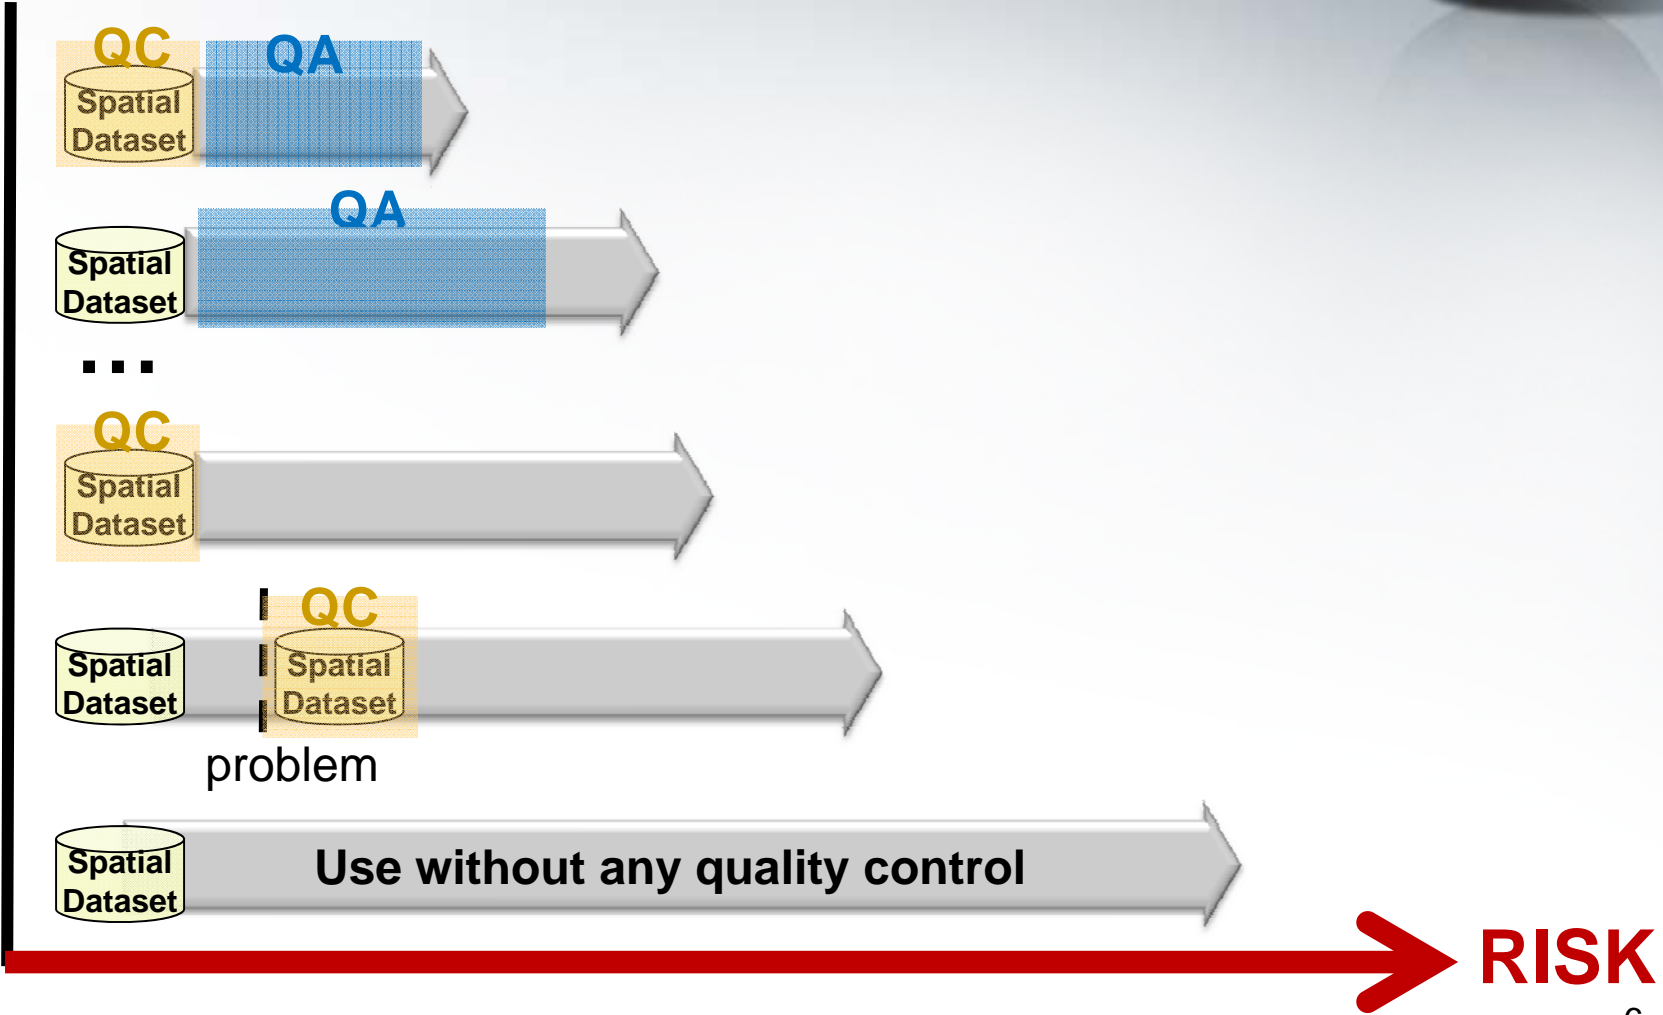 QC
QA
Spatial
Dataset
QA
Spatial
Dataset
...
QC
Spatial
Dataset
QC
Spatial
Dataset
Spatial
Dataset
problem
Spatial
Dataset
Use without any quality control
RISK